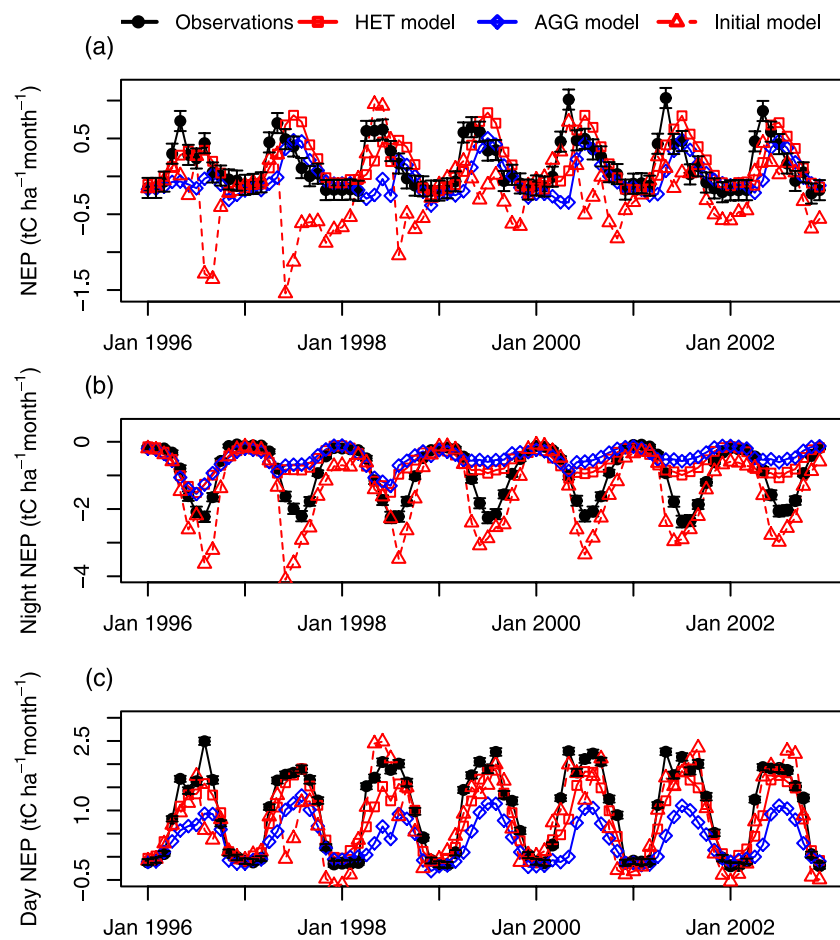 Observations HET model AGG model Initial model
(a)
NEP (tC ha⁻¹month⁻¹)
0.5
−0.5
−1.5
Jan 1996 Jan 1998 Jan 2000 Jan 2002
(b)
Night NEP (tC ha⁻¹month⁻¹)
0
−2
−4
Jan 1996 Jan 1998 Jan 2000 Jan 2002
(c)
Day NEP (tC ha⁻¹month⁻¹)
2.5
1.0
−0.5
Jan 1996 Jan 1998 Jan 2000 Jan 2002